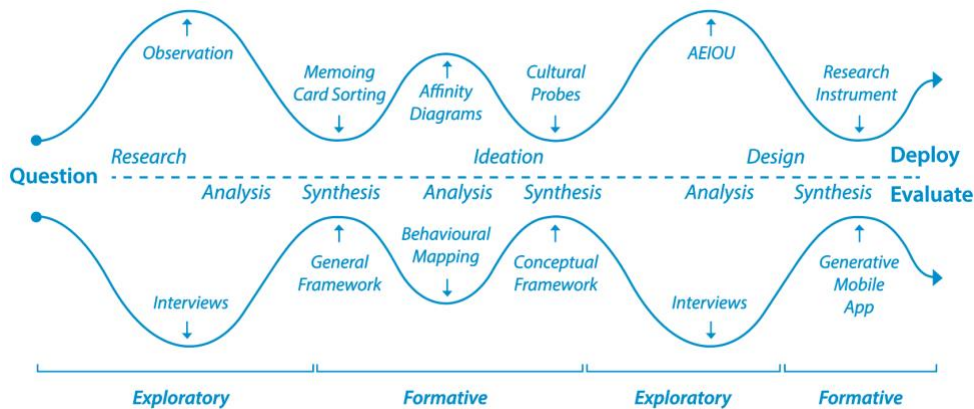 Observation
Memoing
Card Sorting
Affinity
Diagrams
Cultural
Probes
AEIOU
Research
Instrument
Research
Ideation
Design
Deploy
Question
Analysis
Synthesis
Analysis
Synthesis
Analysis
Synthesis
Evaluate
Interviews
General
Framework
Behavioural
Mapping
Conceptual
Framework
Interviews
Generative
Mobile
App
Exploratory
Formative
Exploratory
Formative